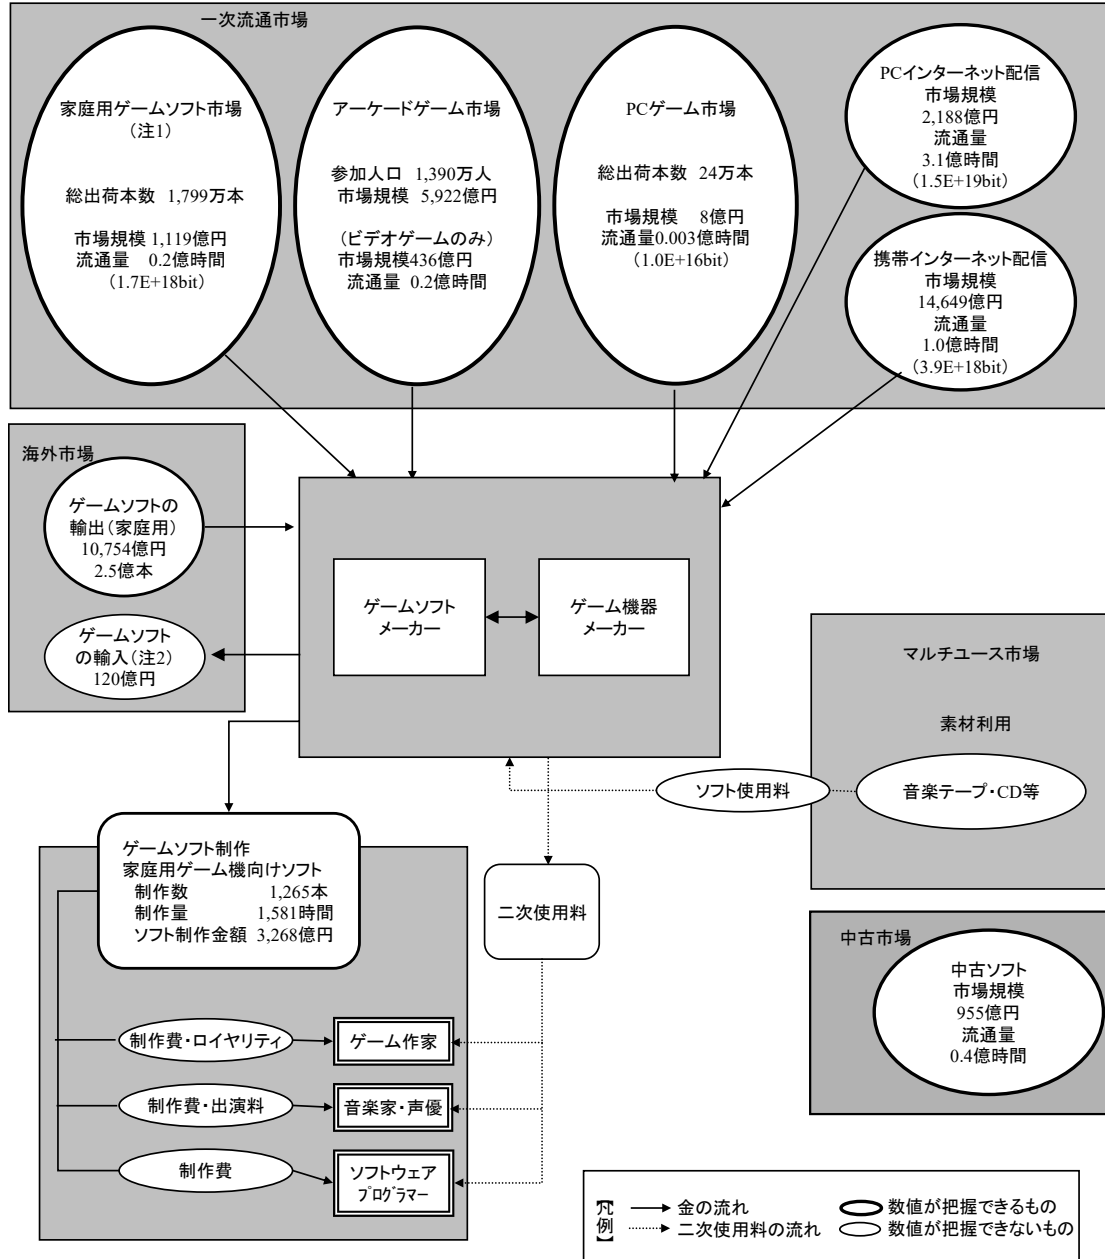 一次流通市場
家庭用ゲームソフト市場
(注1)
総出荷本数 1,799万本
市場規模 1,119億円
流通量 0.2億時間
(1.7E+18bit)
アーケードゲーム市場
参加人口 1,390万人
市場規模 5,922億円
(ビデオゲームのみ)
市場規模436億円
流通量 0.2億時間
PCゲーム市場
総出荷本数 24万本
市場規模 8億円
流通量0.003億時間
(1.0E+16bit)
PCインターネット配信
市場規模
2,188億円
流通量
3.1億時間
(1.5E+19bit)
携帯インターネット配信
市場規模
14,649億円
流通量
1.0億時間
(3.9E+18bit)
海外市場
ゲームソフトの
輸出(家庭用)
10,754億円
2.5億本
ゲームソフト
の輸入(注2)
120億円
ゲームソフト
メーカー
ゲーム機器
メーカー
マルチユース市場
素材利用
音楽テープ・CD等
ソフト使用料
ゲームソフト制作
家庭用ゲーム機向けソフト
制作数 1,265本
制作量 1,581時間
ソフト制作金額 3,268億円
二次使用料
中古市場
中古ソフト
市場規模
955億円
流通量
0.4億時間
制作費・ロイヤリティ
ゲーム作家
制作費・出演料
音楽家・声優
制作費
ソフトウェア
プログラマー
【凡例】
金の流れ
二次使用料の流れ
数値が把握できるもの
数値が把握できないもの